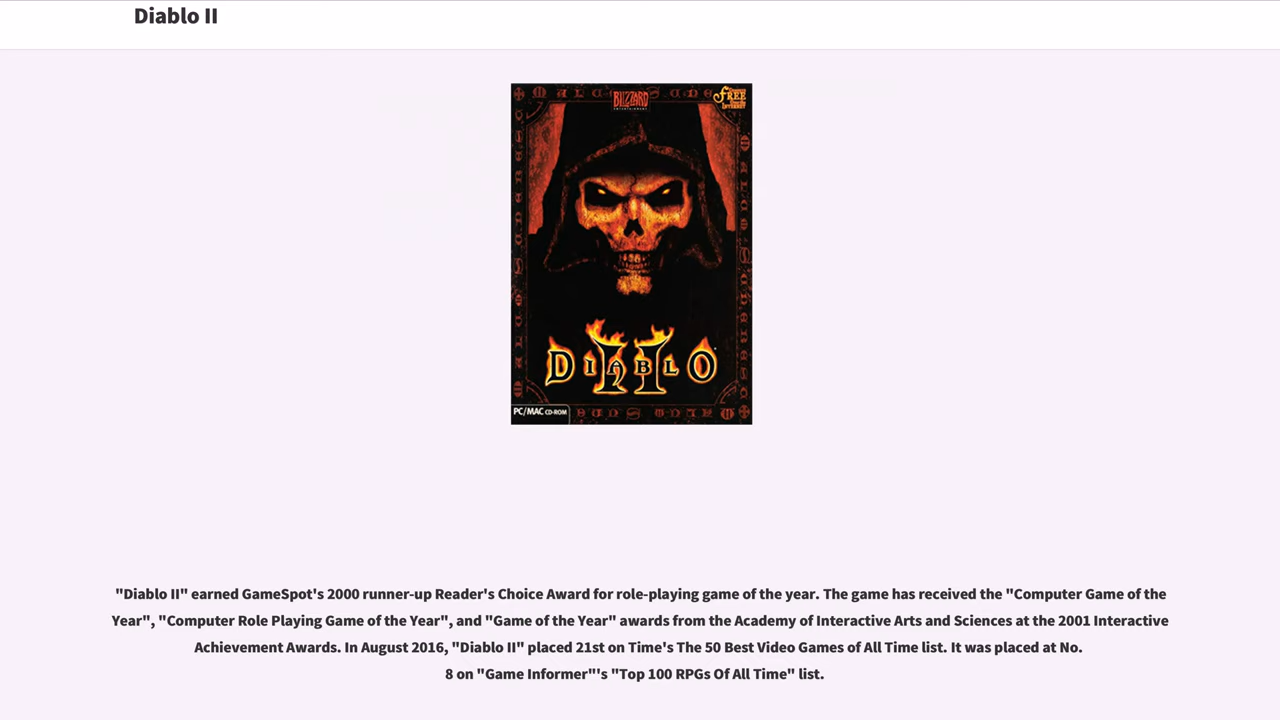 Diablo II
BLIZZARD
ENTERTAINMENT
FREE
INTERNET
DIABLO
II
PC/MAC CD-ROM
"Diablo II" earned GameSpot's 2000 runner-up Reader's Choice Award for role-playing game of the year. The game has received the "Computer Game of the
Year", "Computer Role Playing Game of the Year", and "Game of the Year" awards from the Academy of Interactive Arts and Sciences at the 2001 Interactive
Achievement Awards. In August 2016, "Diablo II" placed 21st on Time's The 50 Best Video Games of All Time list. It was placed at No.
8 on "Game Informer"'s "Top 100 RPGs Of All Time" list.